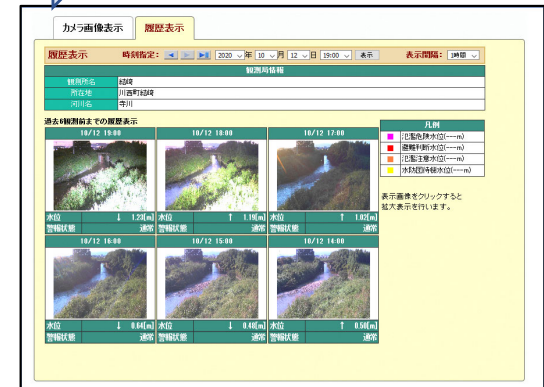 カメラ画像表示 履歴表示
履歴表示 時刻指定: 2020 年 10 月 12 日 19:00 表示 表示間隔: 1時間
観測局情報
観測所名 結崎
所在地 川西町結崎
河川名 寺川
過去6観測前までの履歴表示
10/12 19:00 10/12 18:00 10/12 17:00
水位 ↓ 1.23[m] 水位 ↑ 1.19[m] 水位 ↑ 1.02[m]
警報状態 通常 警報状態 通常 警報状態 通常
10/12 16:00 10/12 15:00 10/12 14:00
水位 ↓ 0.64[m] 水位 ↓ 0.48[m] 水位 ↑ 0.50[m]
警報状態 通常 警報状態 通常 警報状態 通常
凡例
氾濫危険水位(---m)
避難判断水位(---m)
氾濫注意水位(---m)
水防団待機水位(---m)
表示画像をクリックすると
拡大表示を行います。